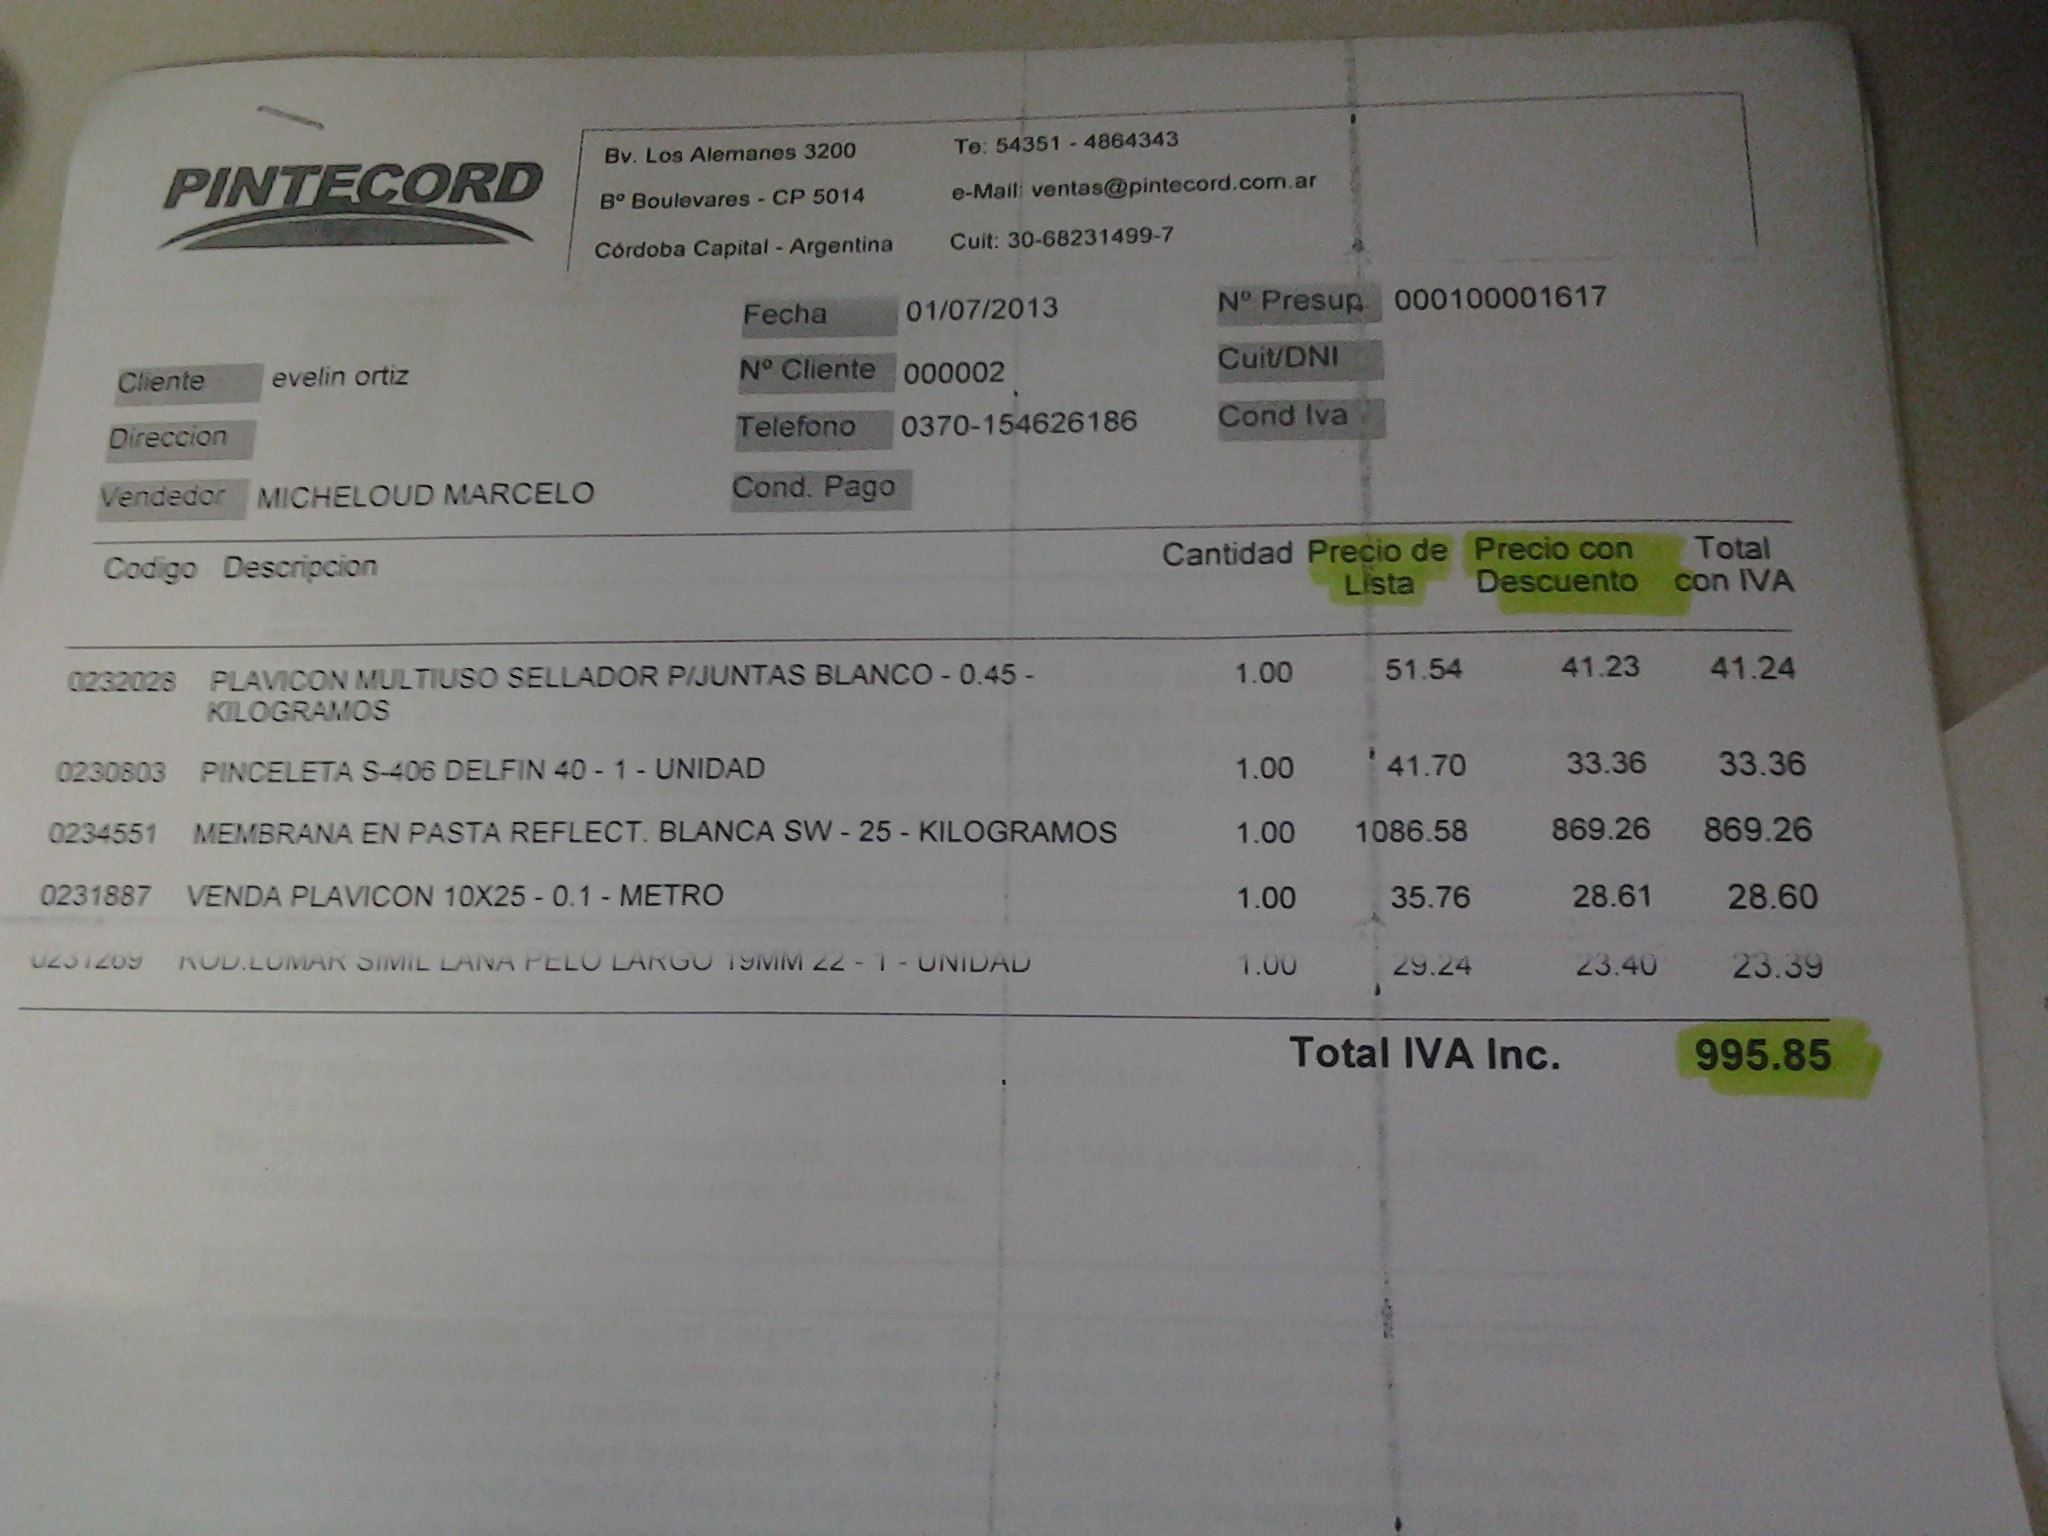 PINTECORD
Bv. Los Alemanes 3200 Te: 54351 - 4864343
Bº Boulevares - CP 5014 e-Mail: ventas@pintecord.com.ar
Córdoba Capital - Argentina Cuit: 30-68231499-7
Fecha 01/07/2013 Nº Presup. 000100001617
Cliente evelin ortiz Nº Cliente 000002 Cuit/DNI
Direccion Telefono 0370-154626186 Cond Iva
Vendedor MICHELOUD MARCELO Cond. Pago
Codigo Descripcion Cantidad Precio de Precio con Total
Lista Descuento con IVA
0232028 PLAVICON MULTIUSO SELLADOR P/JUNTAS BLANCO - 0.45 - 1.00 51.54 41.23 41.24
KILOGRAMOS
0230803 PINCELETA S-406 DELFIN 40 - 1 - UNIDAD 1.00 41.70 33.36 33.36
0234551 MEMBRANA EN PASTA REFLECT. BLANCA SW - 25 - KILOGRAMOS 1.00 1086.58 869.26 869.26
0231887 VENDA PLAVICON 10X25 - 0.1 - METRO 1.00 35.76 28.61 28.60
0231209 ROD.LUMAR SIMIL LANA PELO LARGO 19MM 22 - 1 - UNIDAD 1.00 29.24 23.40 23.39
Total IVA Inc. 995.85